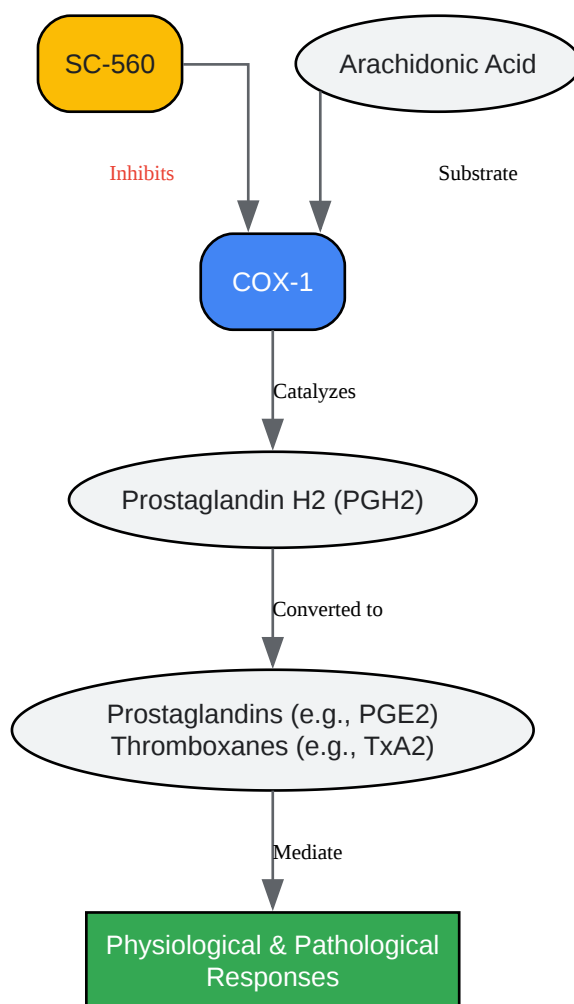 SC-560
Arachidonic Acid
Inhibits
Substrate
COX-1
Catalyzes
Prostaglandin H2 (PGH2)
Converted to
Prostaglandins (e.g., PGE2)
Thromboxanes (e.g., TxA2)
Mediate
Physiological & Pathological
Responses